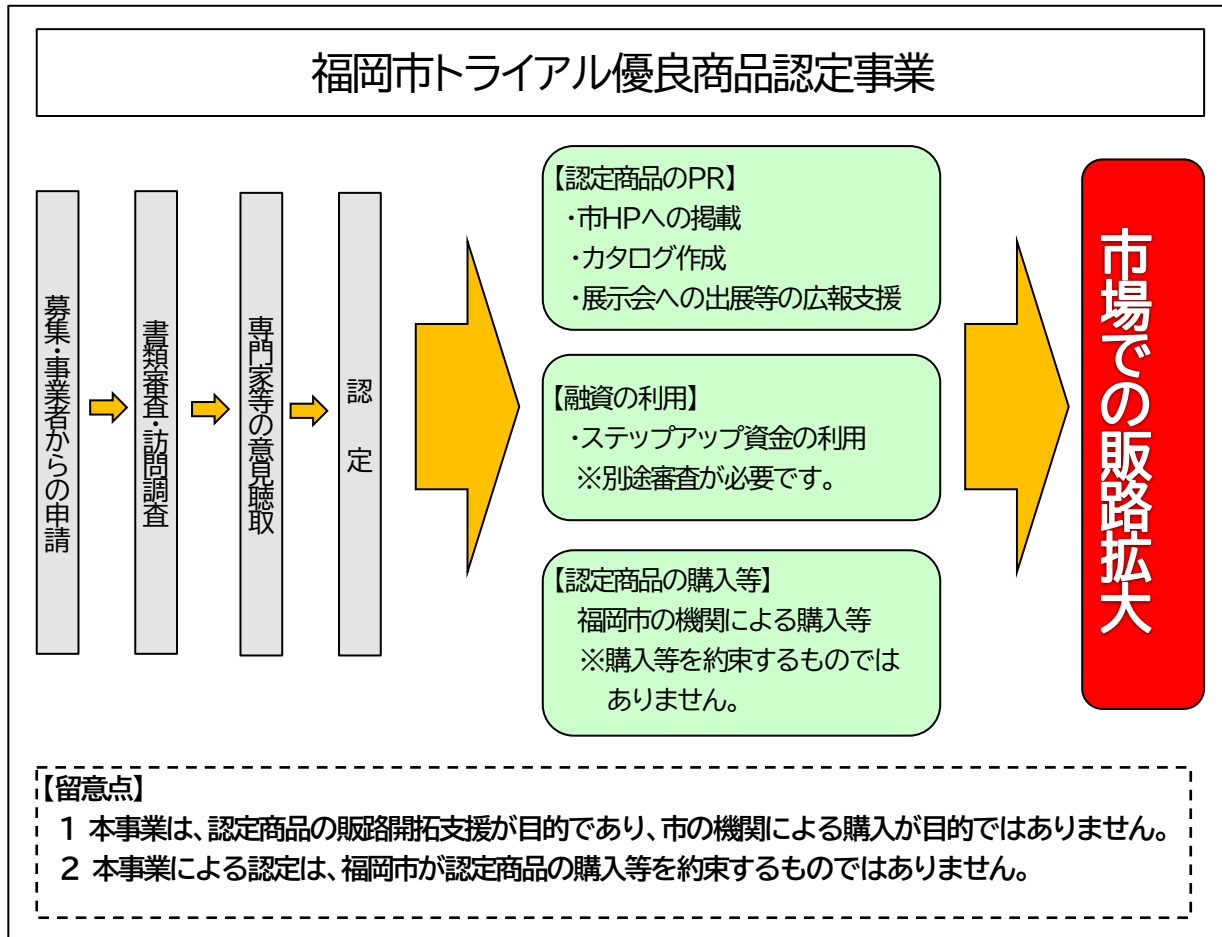 福岡市トライアル優良商品認定事業
募集・事業者からの申請
書類審査・訪問調査
専門家等の意見聴取
認定
【認定商品のPR】
・市HPへの掲載
・カタログ作成
・展示会への出展等の広報支援
【融資の利用】
・ステップアップ資金の利用
※別途審査が必要です。
【認定商品の購入等】
福岡市の機関による購入等
※購入等を約束するものでは
ありません。
市場での販路拡大
【留意点】
1 本事業は、認定商品の販路開拓支援が目的であり、市の機関による購入が目的ではありません。
2 本事業による認定は、福岡市が認定商品の購入等を約束するものではありません。